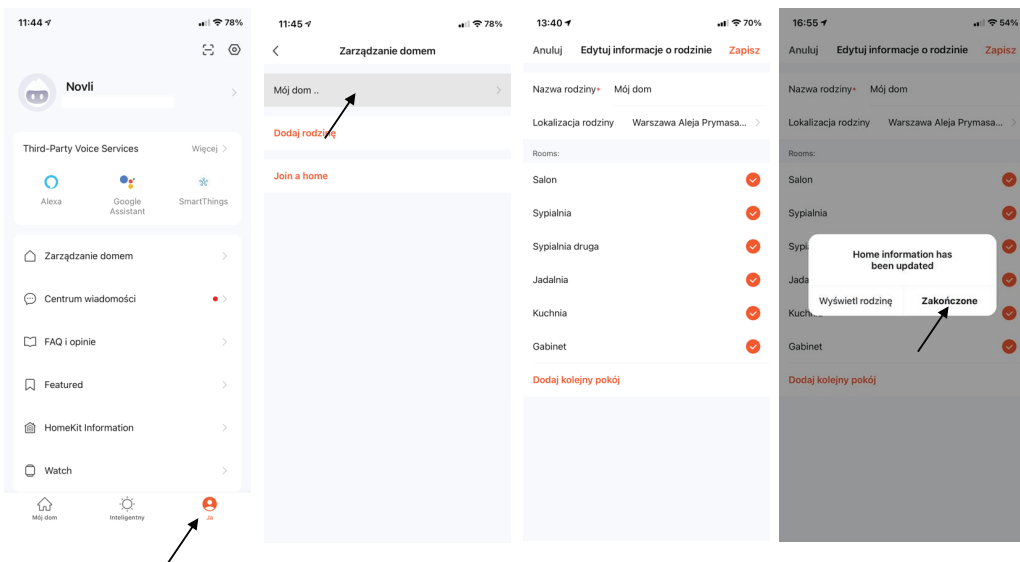 11:44
78%
Novli
Third-Party Voice Services
Więcej
Alexa
Google Assistant
SmartThings
Zarządzanie domem
Centrum wiadomości
FAQ i opinie
Featured
HomeKit Information
Watch
Mój dom
Inteligentny
Ja
11:45
78%
Zarządzanie domem
Mój dom ..
Dodaj rodzinę
Join a home
13:40
70%
Anuluj
Edytuj informacje o rodzinie
Zapisz
Nazwa rodziny*
Mój dom
Lokalizacja rodziny
Warszawa Aleja Prymasa...
Rooms:
Salon
Sypialnia
Sypialnia druga
Jadalnia
Kuchnia
Gabinet
Dodaj kolejny pokój
16:55
54%
Anuluj
Edytuj informacje o rodzinie
Zapisz
Nazwa rodziny*
Mój dom
Lokalizacja rodziny
Warszawa Aleja Prymasa...
Rooms:
Salon
Sypialnia
Home information has
been updated
Wyświetl rodzinę
Zakończone
Gabinet
Dodaj kolejny pokój